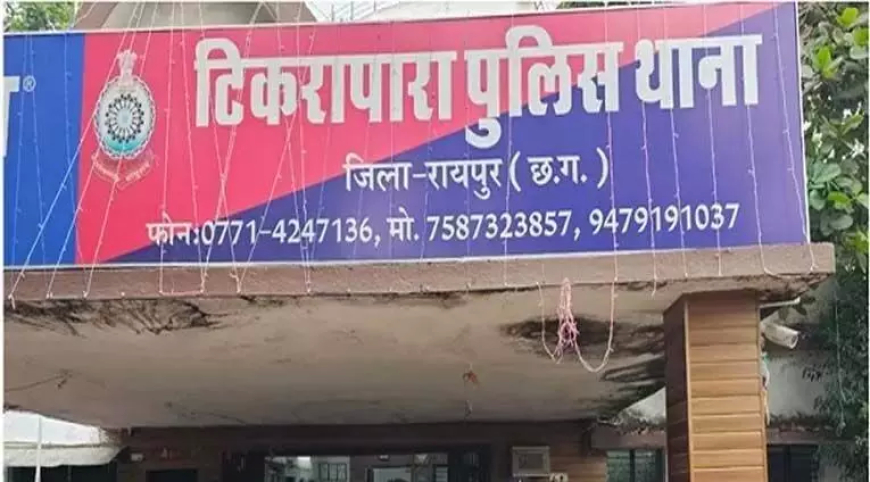 टिकरापारा पुलिस थाना
जिला-रायपुर ( छ.ग. )
फोन:0771-4247136, मो. 7587323857, 9479191037